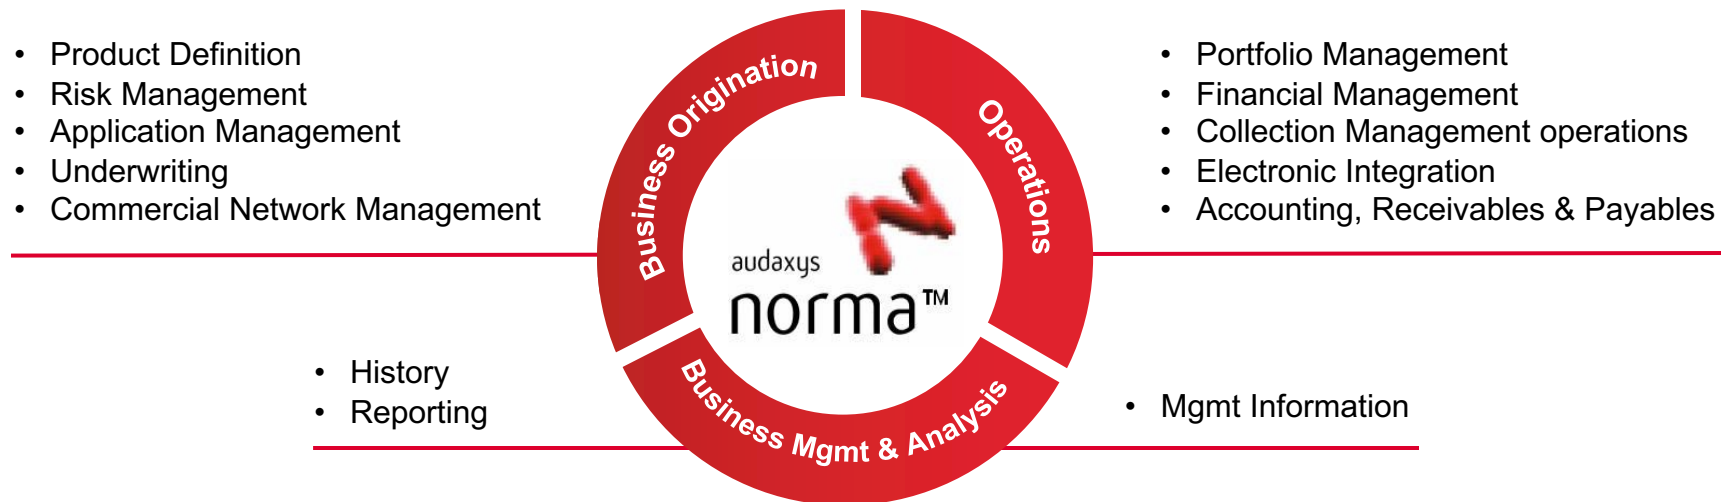 • Product Definition
• Risk Management
• Application Management
• Underwriting
• Commercial Network Management
Business Origination
Operations
• Portfolio Management
• Financial Management
• Collection Management operations
• Electronic Integration
• Accounting, Receivables & Payables
audaxys
norma™
• History
• Reporting
Business Mgmt & Analysis
• Mgmt Information